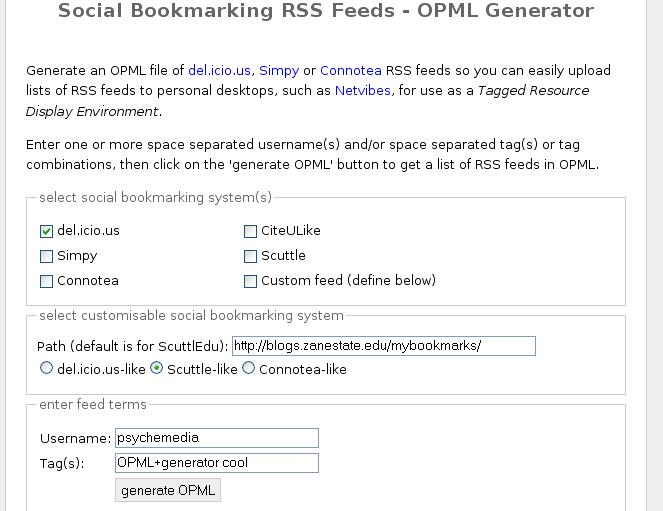 Social Bookmarking RSS Feeds - OPML Generator
Generate an OPML file of del.icio.us, Simpy or Connotea RSS feeds so you can easily upload
lists of RSS feeds to personal desktops, such as Netvibes, for use as a Tagged Resource
Display Environment.
Enter one or more space separated username(s) and/or space separated tag(s) or tag
combinations, then click on the 'generate OPML' button to get a list of RSS feeds in OPML.
select social bookmarking system(s)
del.icio.us CiteULike
Simpy Scuttle
Connotea Custom feed (define below)
select customisable social bookmarking system
Path (default is for ScuttlEdu): http://blogs.zanestate.edu/mybookmarks/
del.icio.us-like Scuttle-like Connotea-like
enter feed terms
Username: psychemedia
Tag(s): OPML+generator cool
generate OPML